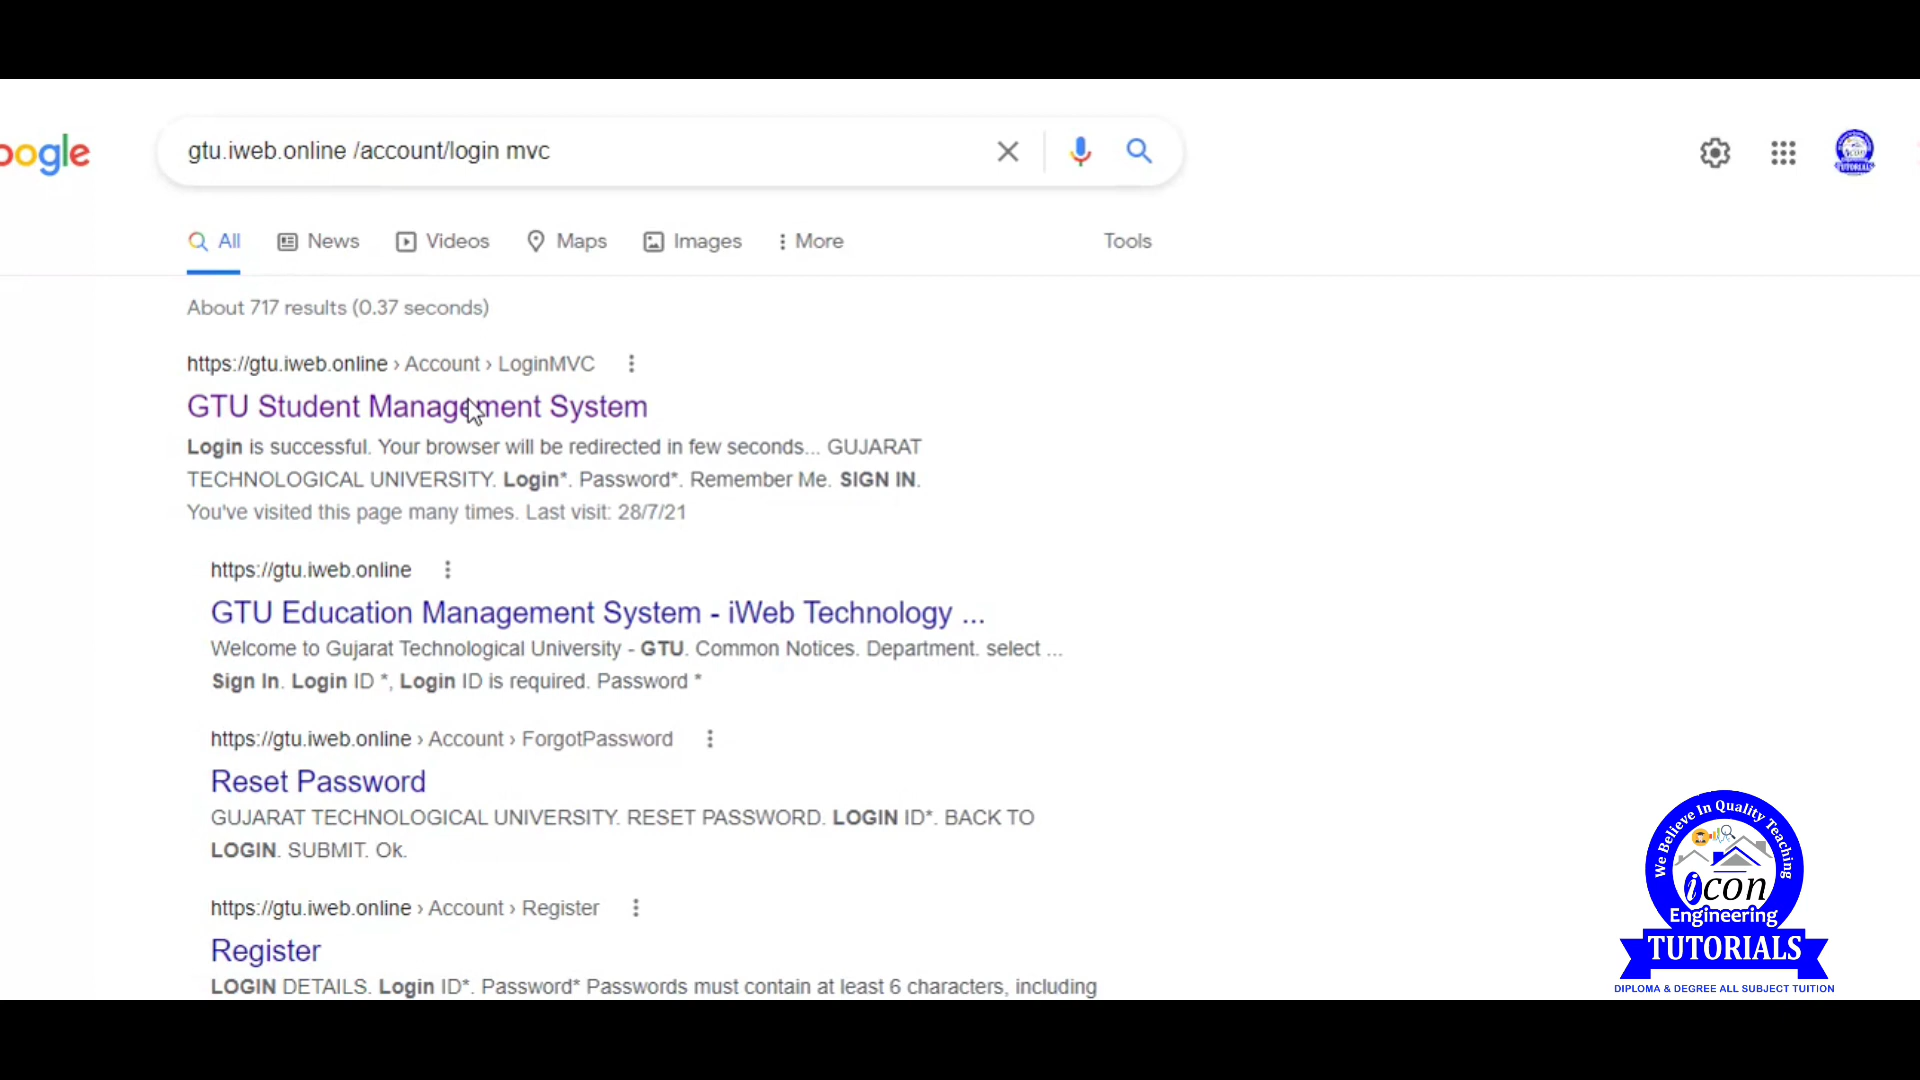 oogle
gtu.iweb.online /account/login mvc
All
News
Videos
Maps
Images
More
Tools
About 717 results (0.37 seconds)
https://gtu.iweb.online › Account › LoginMVC
GTU Student Management System
Login is successful. Your browser will be redirected in few seconds... GUJARAT
TECHNOLOGICAL UNIVERSITY. Login*. Password*. Remember Me. SIGN IN.
You've visited this page many times. Last visit: 28/7/21
https://gtu.iweb.online
GTU Education Management System - iWeb Technology ...
Welcome to Gujarat Technological University - GTU. Common Notices. Department. select ...
Sign In. Login ID *, Login ID is required. Password *
https://gtu.iweb.online › Account › ForgotPassword
Reset Password
GUJARAT TECHNOLOGICAL UNIVERSITY. RESET PASSWORD. LOGIN ID*. BACK TO
LOGIN. SUBMIT. Ok.
https://gtu.iweb.online › Account › Register
Register
LOGIN DETAILS. Login ID*. Password* Passwords must contain at least 6 characters, including
We Believe In Quality Teaching
icon
Engineering
TUTORIALS
DIPLOMA & DEGREE ALL SUBJECT TUITION